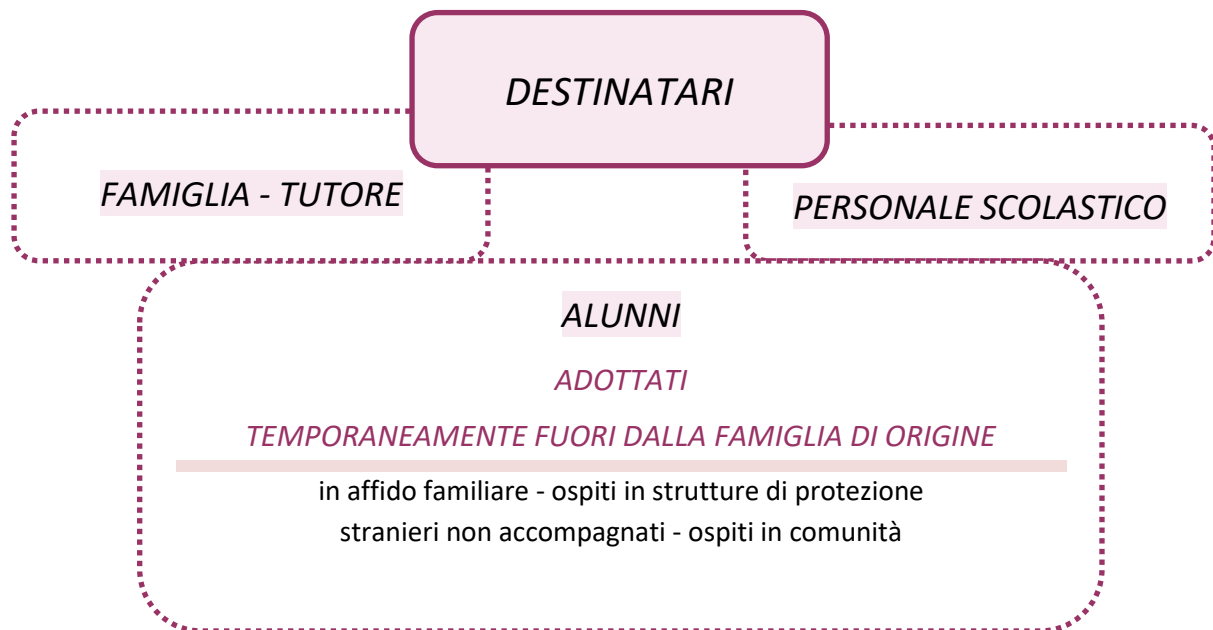 DESTINATARI
FAMIGLIA - TUTORE
PERSONALE SCOLASTICO
ALUNNI
ADOTTATI
TEMPORANEAMENTE FUORI DALLA FAMIGLIA DI ORIGINE
in affido familiare - ospiti in strutture di protezione
stranieri non accompagnati - ospiti in comunità